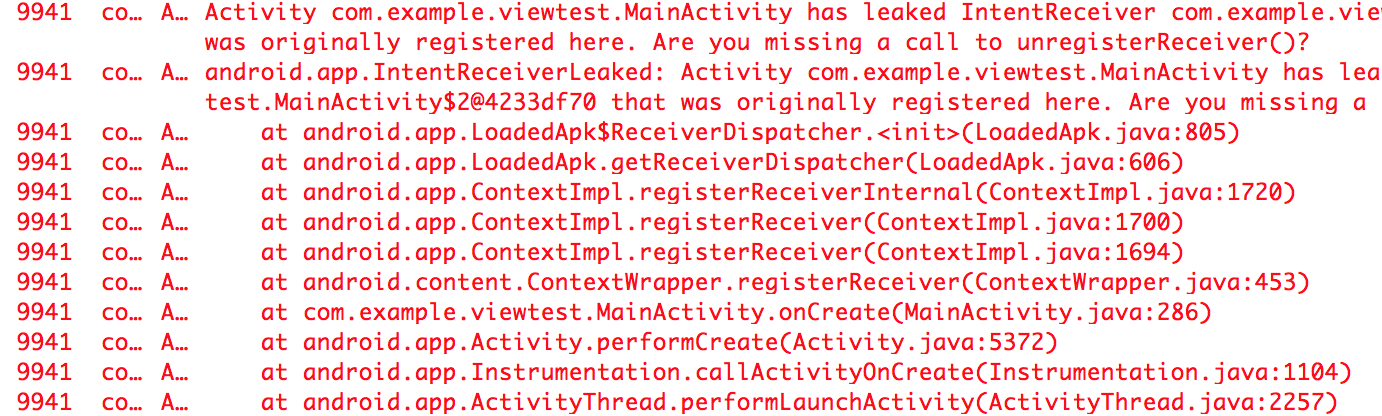 9941 co… A… Activity com.example.viewtest.MainActivity has leaked IntentReceiver
was originally registered here. Are you missing a call to unregisterReceiver()?
9941 co… A… android.app.IntentReceiverLeaked: Activity com.example.viewtest.MainActivity has
test.MainActivity$2@4233df70 that was originally registered here. Are you missing a
9941 co… A… at android.app.LoadedApk$ReceiverDispatcher.<init>(LoadedApk.java:805)
9941 co… A… at android.app.LoadedApk.getReceiverDispatcher(LoadedApk.java:606)
9941 co… A… at android.app.ContextImpl.registerReceiverInternal(ContextImpl.java:1720)
9941 co… A… at android.app.ContextImpl.registerReceiver(ContextImpl.java:1700)
9941 co… A… at android.app.ContextImpl.registerReceiver(ContextImpl.java:1694)
9941 co… A… at android.content.ContextWrapper.registerReceiver(ContextWrapper.java:453)
9941 co… A… at com.example.viewtest.MainActivity.onCreate(MainActivity.java:286)
9941 co… A… at android.app.Activity.performCreate(Activity.java:5372)
9941 co… A… at android.app.Instrumentation.callActivityOnCreate(Instrumentation.java:1104)
9941 co… A… at android.app.ActivityThread.performLaunchActivity(ActivityThread.java:2257)